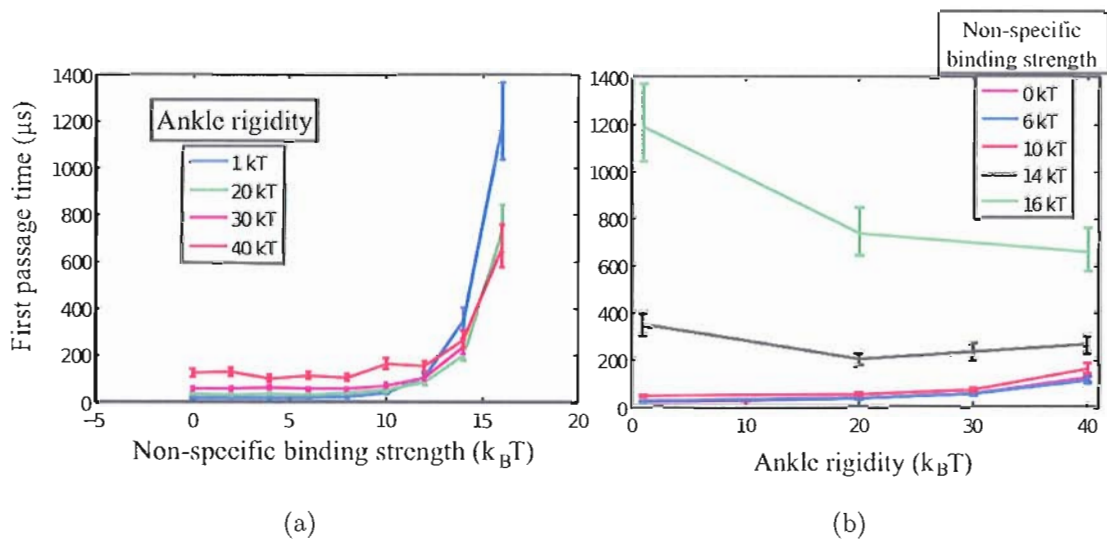 Non-specific
binding strength
0 kT
6 kT
10 kT
14 kT
16 kT
Ankle rigidity
1 kT
20 kT
30 kT
40 kT
First passage time (µs)
1400
1200
1000
800
600
400
200
0
−5
0
5
10
15
20
Non-specific binding strength (k_BT)
(a)
1400
1200
1000
800
600
400
200
0
0
10
20
30
40
Ankle rigidity (k_BT)
(b)